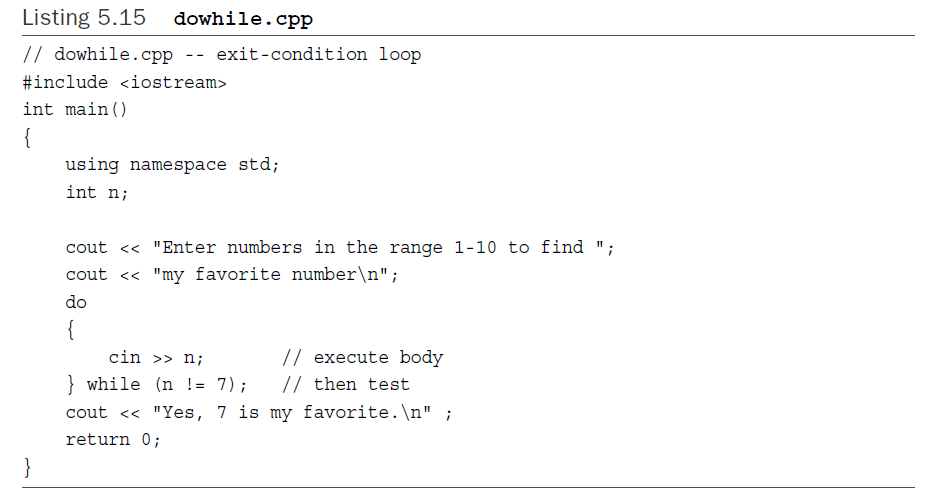 Listing 5.15 dowhile.cpp
// dowhile.cpp -- exit-condition loop
#include <iostream>
int main()
{
    using namespace std;
    int n;

    cout << "Enter numbers in the range 1-10 to find ";
    cout << "my favorite number\n";
    do
    {
        cin >> n;       // execute body
    } while (n != 7);   // then test
    cout << "Yes, 7 is my favorite.\n" ;
    return 0;
}